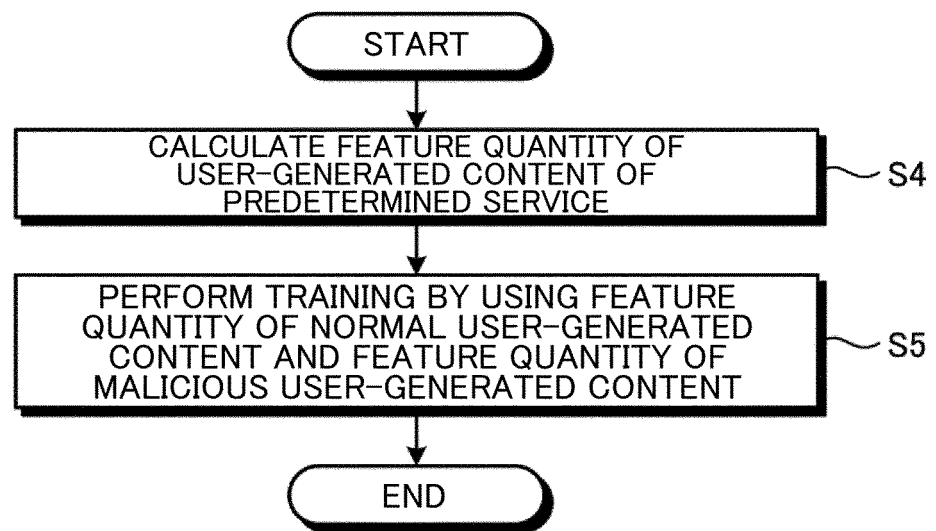 START
CALCULATE FEATURE QUANTITY OF
USER-GENERATED CONTENT OF
PREDETERMINED SERVICE
S4
PERFORM TRAINING BY USING FEATURE
QUANTITY OF NORMAL USER-GENERATED
CONTENT AND FEATURE QUANTITY OF
MALICIOUS USER-GENERATED CONTENT
S5
END